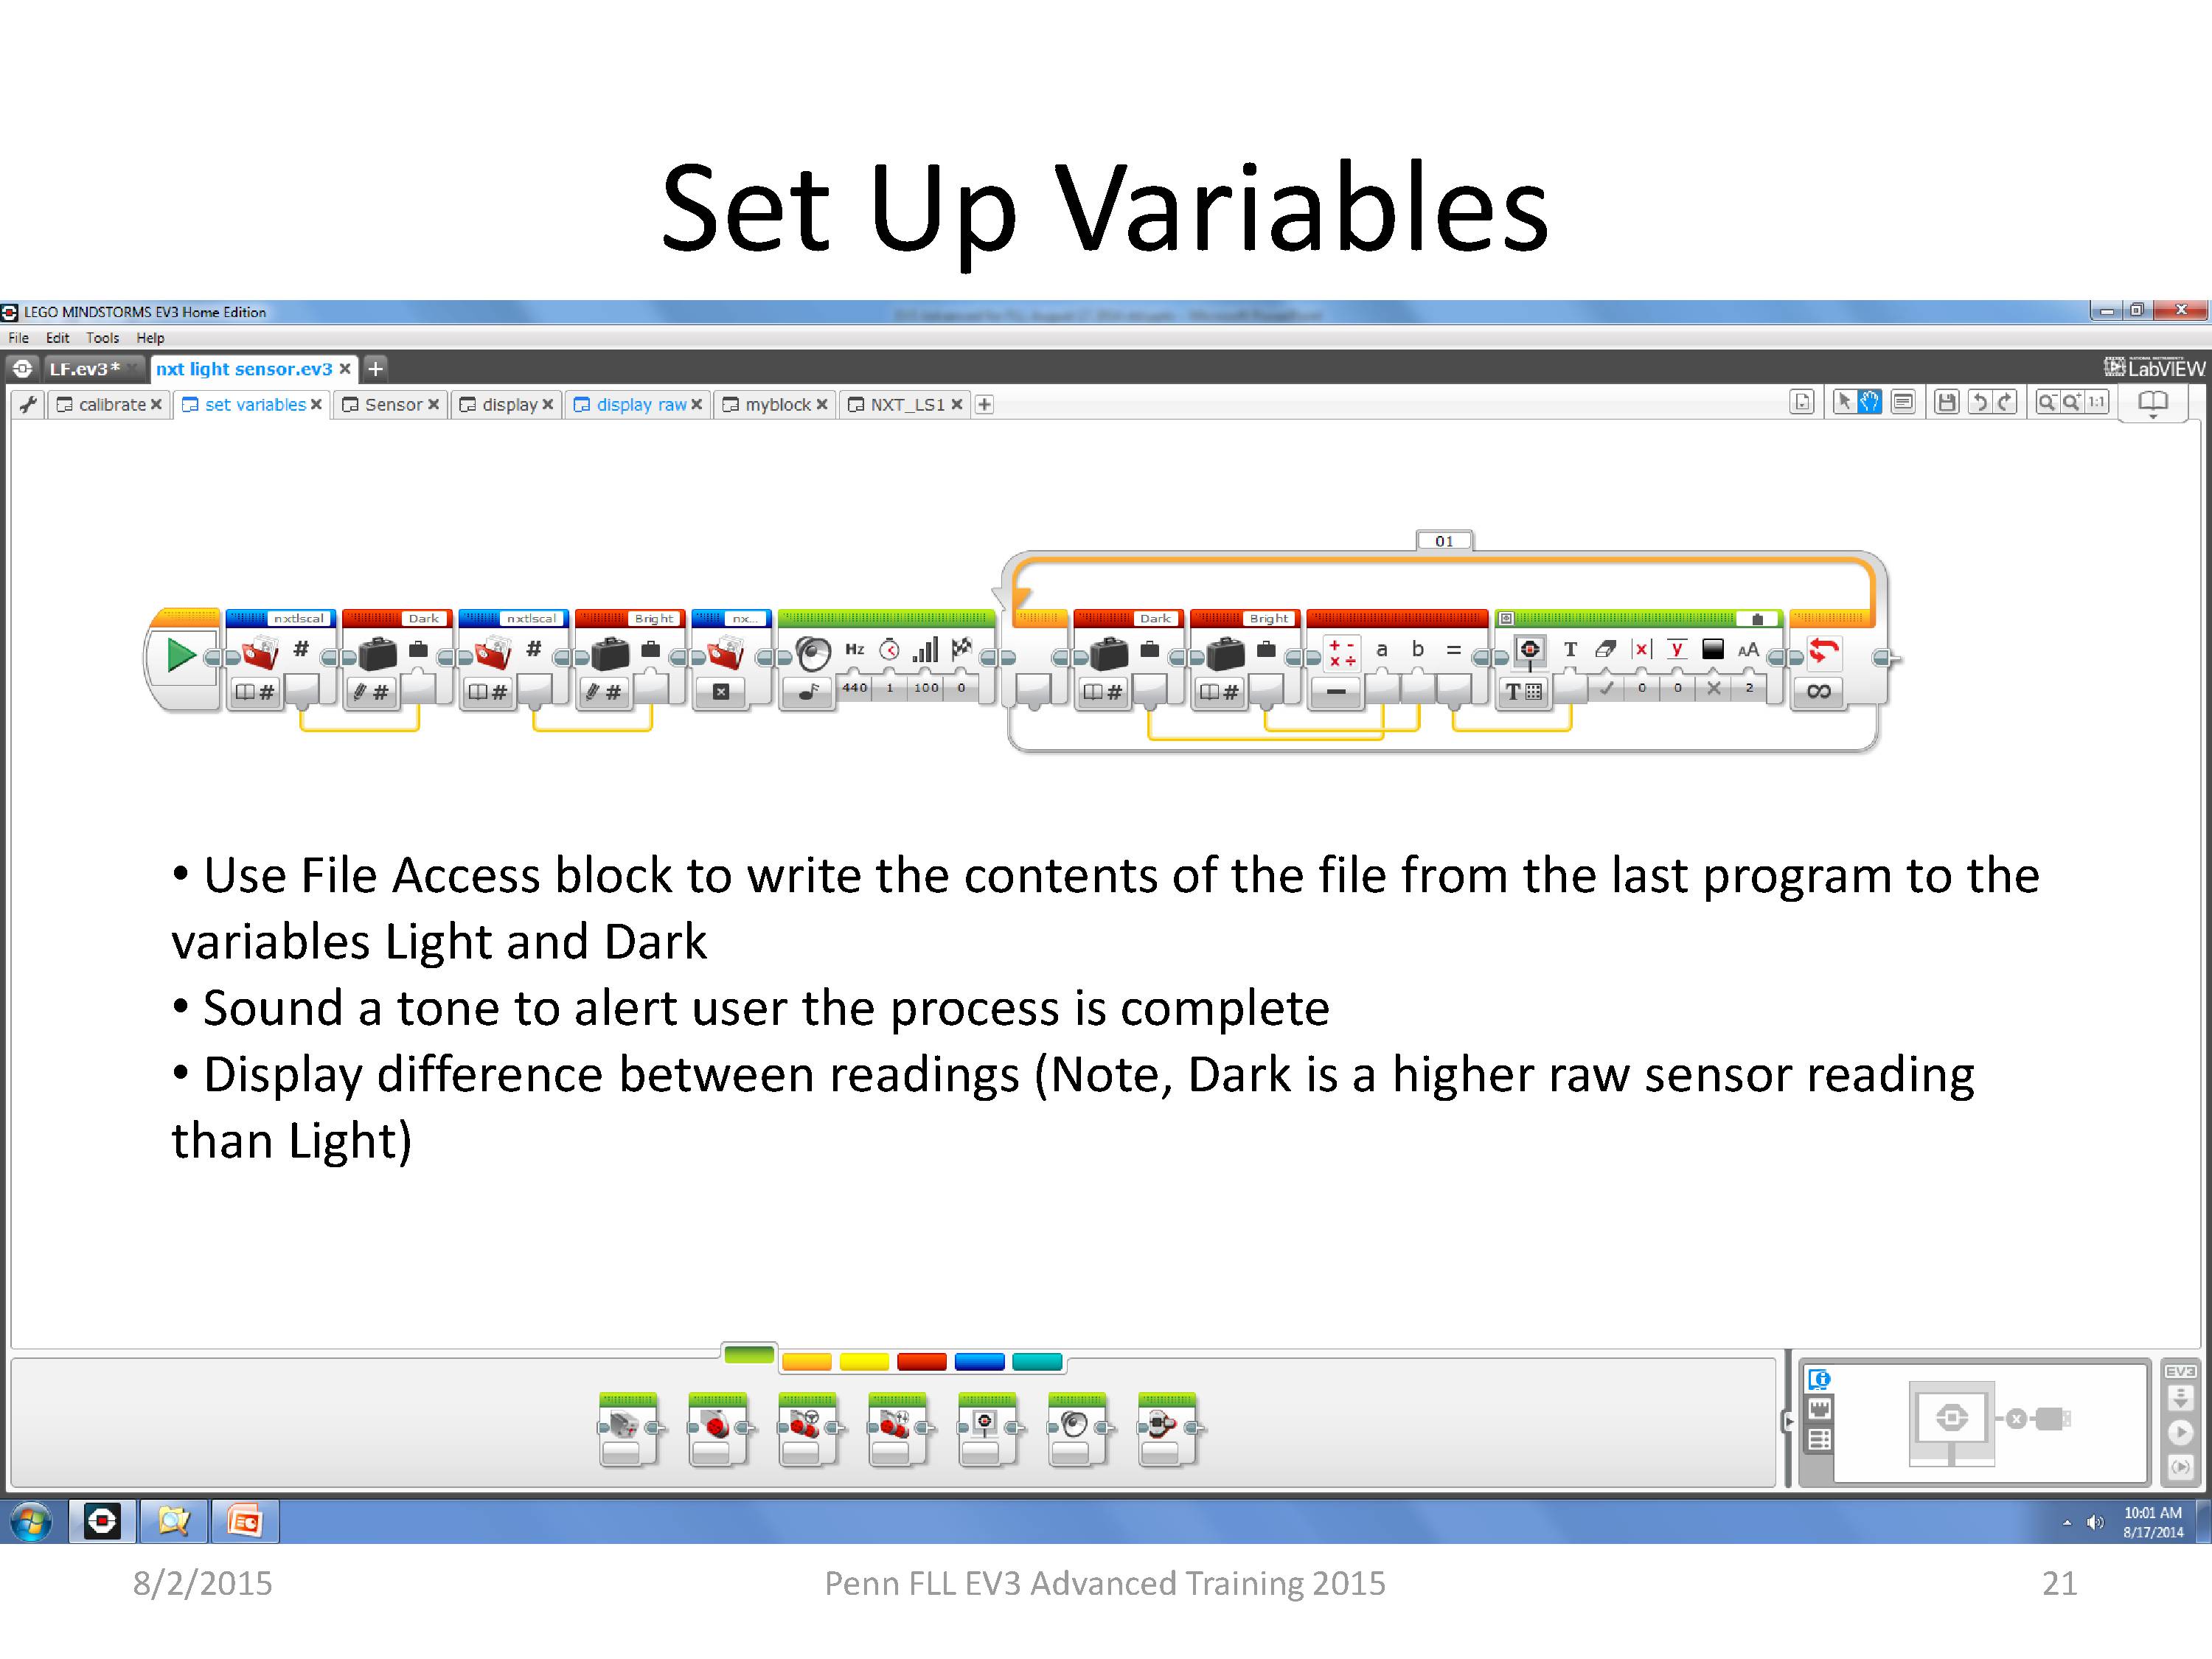 Set Up Variables
LEGO MINDSTORMS EV3 Home Edition
File Edit Tools Help
LF.ev3* nxt light sensor.ev3 +
LabVIEW
calibrate set variables Sensor display display raw myblock NXT_LS1 + 1:1
01
nxtlscal Dark nxtlscal Bright nx... Dark Bright
# # Hz a b = T x y AA
# # # # 440 1 100 0 # # − T 0 0 2 ∞
• Use File Access block to write the contents of the file from the last program to the
variables Light and Dark
• Sound a tone to alert user the process is complete
• Display difference between readings (Note, Dark is a higher raw sensor reading
than Light)
EV3
10:01 AM
8/17/2014
8/2/2015 Penn FLL EV3 Advanced Training 2015 21